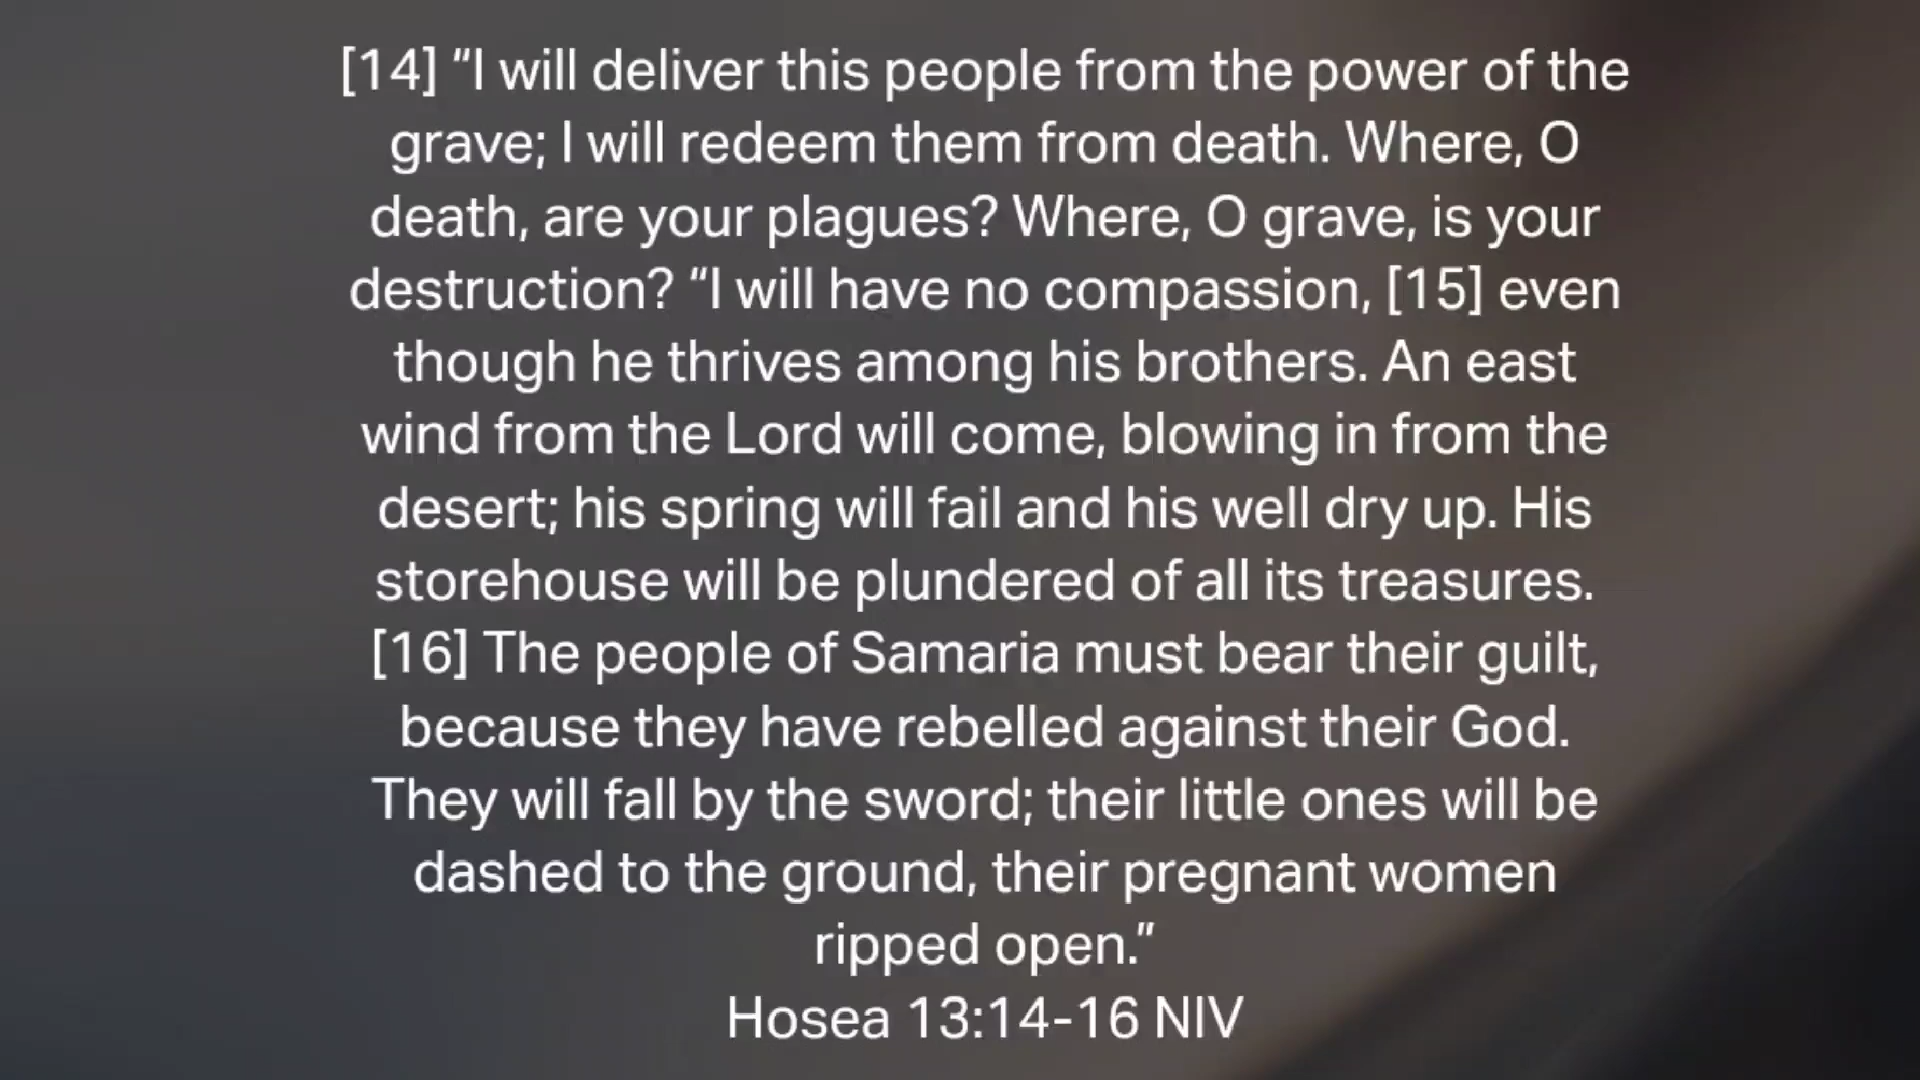 [14] “I will deliver this people from the power of the
grave; I will redeem them from death. Where, O
death, are your plagues? Where, O grave, is your
destruction? “I will have no compassion, [15] even
though he thrives among his brothers. An east
wind from the Lord will come, blowing in from the
desert; his spring will fail and his well dry up. His
storehouse will be plundered of all its treasures.
[16] The people of Samaria must bear their guilt,
because they have rebelled against their God.
They will fall by the sword; their little ones will be
dashed to the ground, their pregnant women
ripped open.”
Hosea 13:14-16 NIV